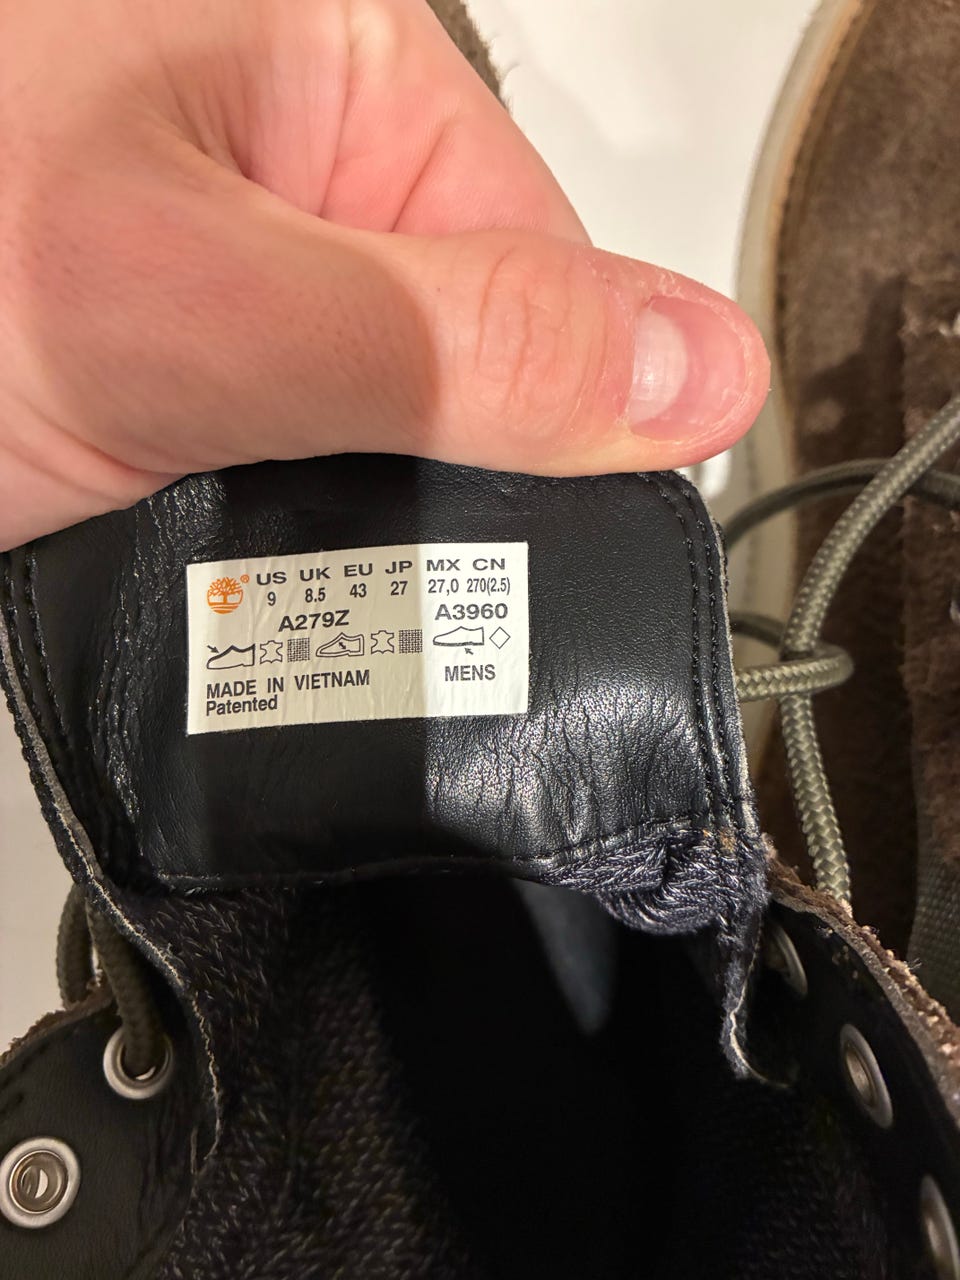 US UK EU JP MX CN
9 8.5 43 27 27,0 270(2.5)
A279Z A3960
MENS
MADE IN VIETNAM
Patented